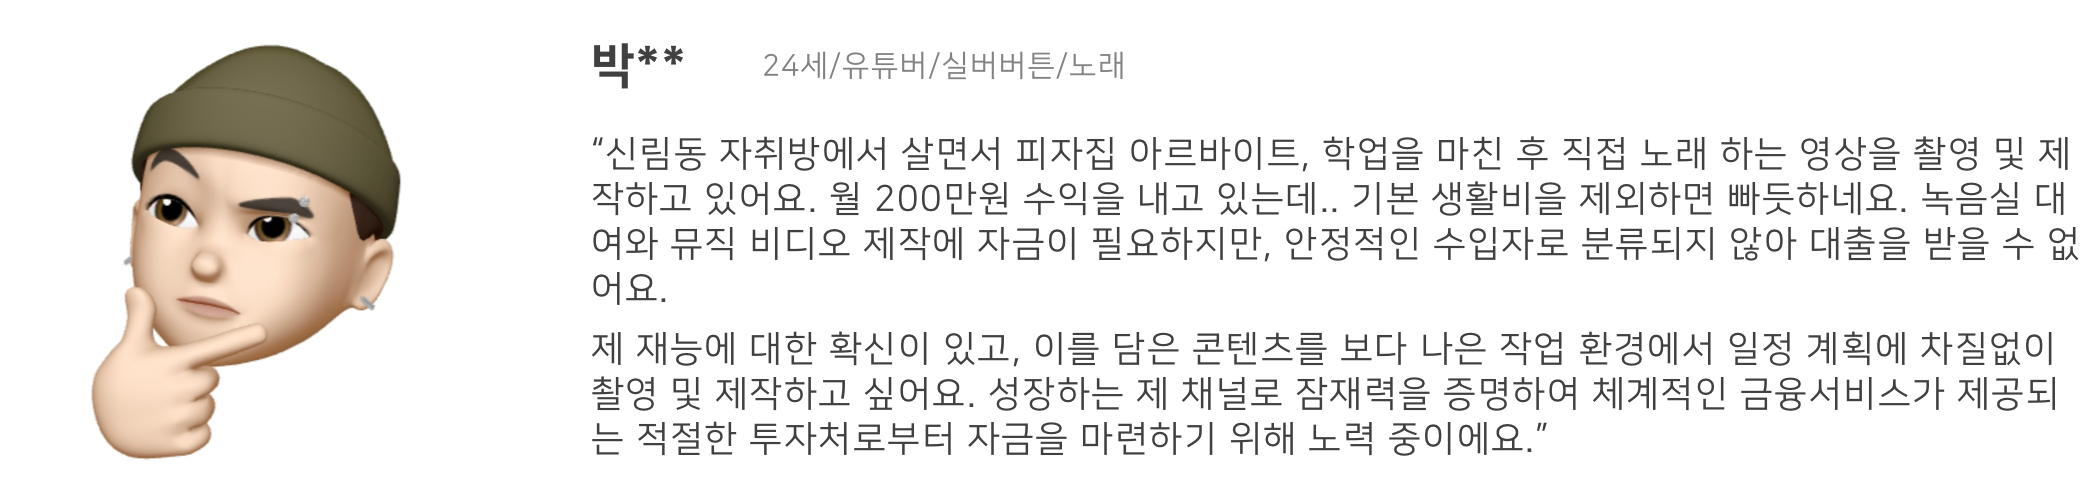 박**
24세/유튜버/실버버튼/노래
“신림동 자취방에서 살면서 피자집 아르바이트, 학업을 마친 후 직접 노래 하는 영상을 촬영 및 제
작하고 있어요. 월 200만원 수익을 내고 있는데.. 기본 생활비을 제외하면 빠듯하네요. 녹음실 대
여와 뮤직 비디오 제작에 자금이 필요하지만, 안정적인 수입자로 분류되지 않아 대출을 받을 수 없
어요.
제 재능에 대한 확신이 있고, 이를 담은 콘텐츠를 보다 나은 작업 환경에서 일정 계획에 차질없이
촬영 및 제작하고 싶어요. 성장하는 제 채널로 잠재력을 증명하여 체계적인 금융서비스가 제공되
는 적절한 투자처로부터 자금을 마련하기 위해 노력 중이에요.”